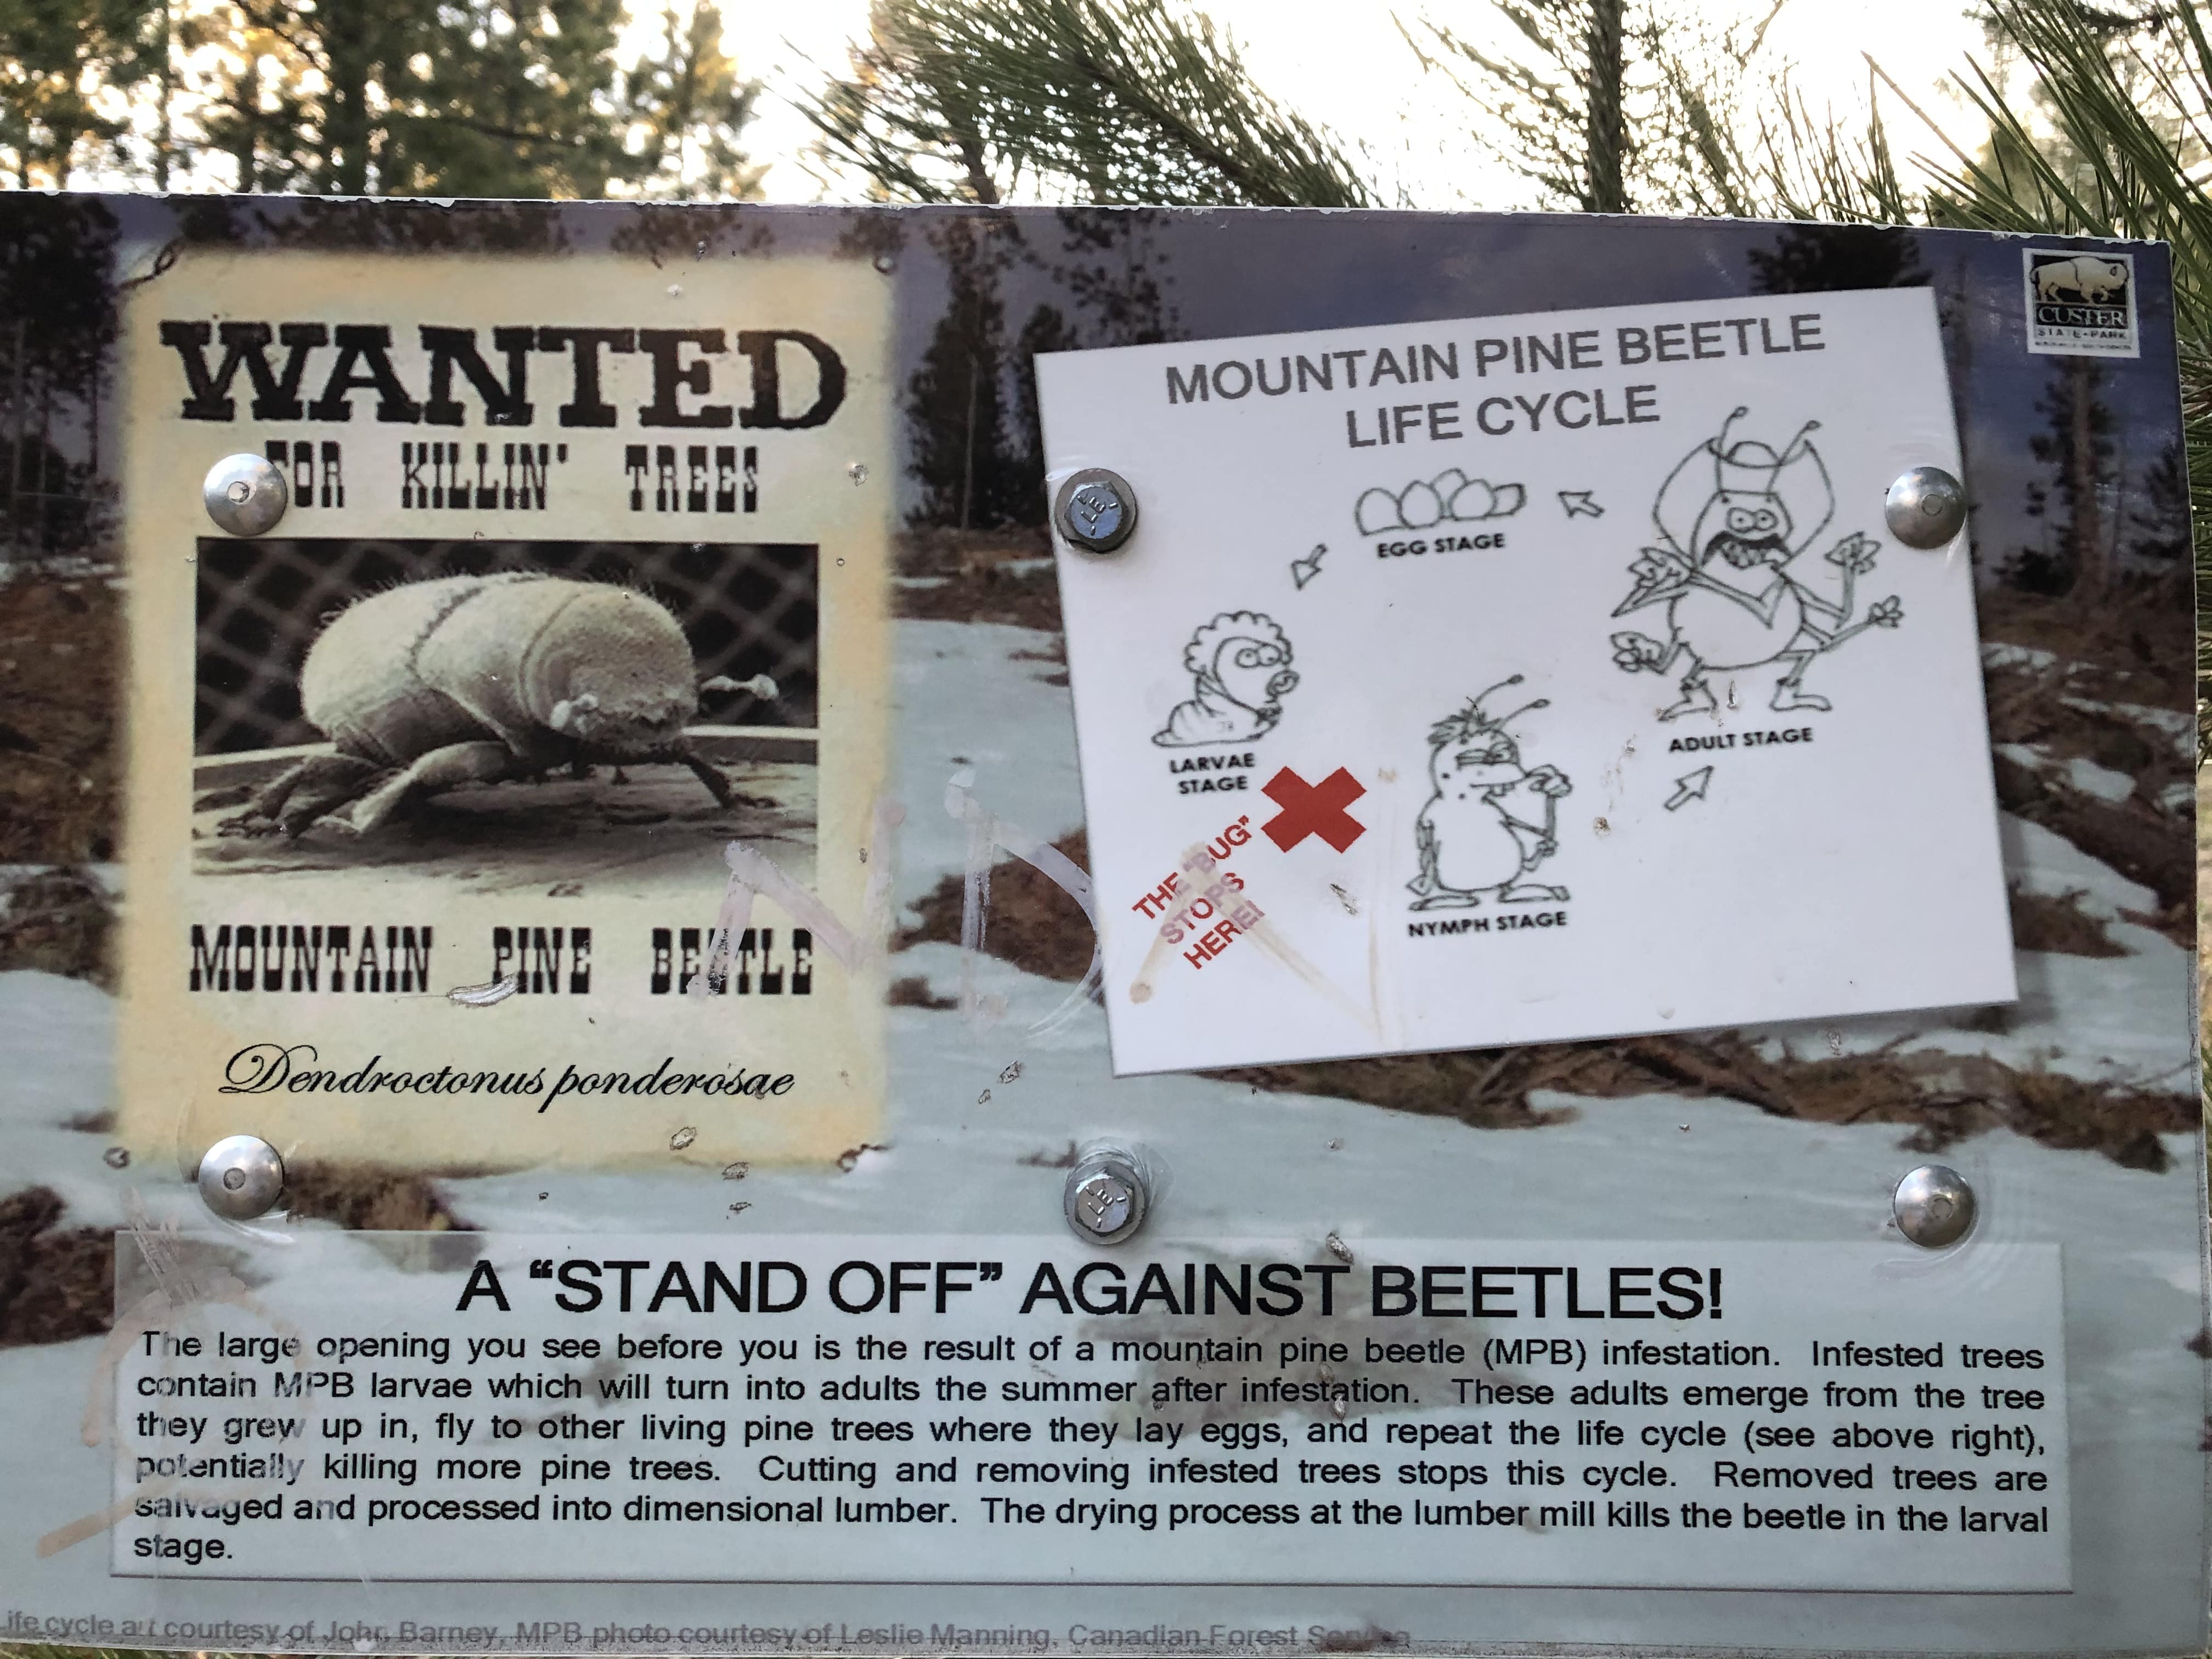 WANTED
FOR KILLIN' TREES
MOUNTAIN PINE BEETLE
Dendroctonus ponderosae
CUSTER
STATE PARK
MOUNTAIN PINE BEETLE
LIFE CYCLE
EGG STAGE
LARVAE
STAGE
THE "BUG"
STOPS
HERE!
NYMPH STAGE
ADULT STAGE
A “STAND OFF” AGAINST BEETLES!
The large opening you see before you is the result of a mountain pine beetle (MPB) infestation. Infested trees
contain MPB larvae which will turn into adults the summer after infestation. These adults emerge from the tree
they grew up in, fly to other living pine trees where they lay eggs, and repeat the life cycle (see above right),
potentially killing more pine trees. Cutting and removing infested trees stops this cycle. Removed trees are
salvaged and processed into dimensional lumber. The drying process at the lumber mill kills the beetle in the larval
stage.
Life cycle art courtesy of John Barney, MPB photo courtesy of Leslie Manning, Canadian Forest Service